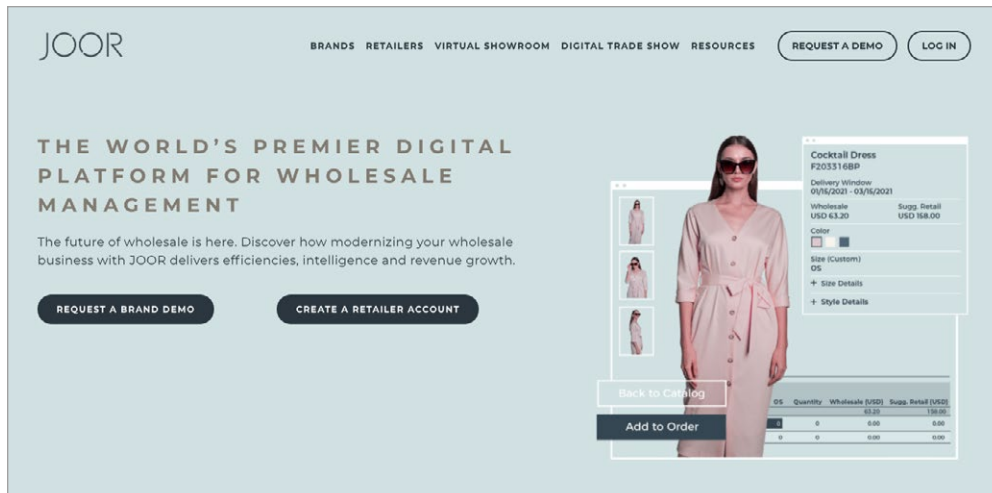 JOOR
BRANDS RETAILERS VIRTUAL SHOWROOM DIGITAL TRADE SHOW RESOURCES REQUEST A DEMO LOG IN
THE WORLD'S PREMIER DIGITAL
PLATFORM FOR WHOLESALE
MANAGEMENT
The future of wholesale is here. Discover how modernizing your wholesale
business with JOOR delivers efficiencies, intelligence and revenue growth.
REQUEST A BRAND DEMO CREATE A RETAILER ACCOUNT
Cocktail Dress
F203316BP
Delivery Window
01/15/2021 - 03/15/2021
Wholesale Sugg. Retail
USD 63.20 USD 158.00
Color
Size (Custom)
OS
+ Size Details
+ Style Details
Back to Catalog
Add to Order
OS Quantity Wholesale (USD) Sugg. Retail (USD)
63.20 158.00
0 0 0.00 0.00
0 0 0.00 0.00